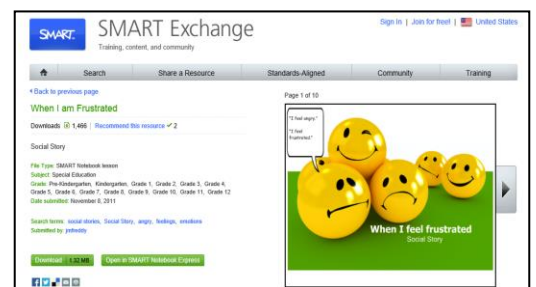 SMART.
SMART Exchange
Training, content, and community
Sign In | Join for free! | United States
Search
Share a Resource
Standards-Aligned
Community
Training
Back to previous page
When I am Frustrated
Downloads 1,466 | Recommend this resource ✓ 2
Social Story
File Type: SMART Notebook lesson
Subject: Special Education
Grade: Pre-Kindergarten, Kindergarten, Grade 1, Grade 2, Grade 3, Grade 4,
Grade 5, Grade 6, Grade 7, Grade 8, Grade 9, Grade 10, Grade 11, Grade 12
Date submitted: November 8, 2011
Search terms: social stories, Social Story, angry, feelings, emotions
Submitted by:
Download 1.32 MB
Open in SMART Notebook Express
Page 1 of 10
"I feel angry."
"I feel
frustrated."
When I feel frustrated
Social Story